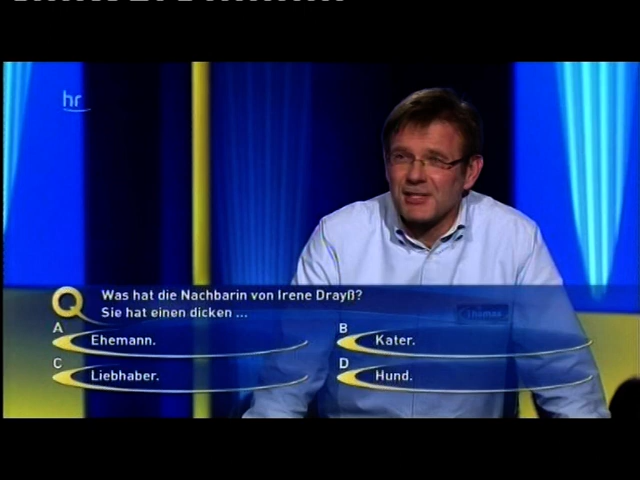 hr
Was hat die Nachbarin von Irene Drayß?
Sie hat einen dicken ...
A
Ehemann.
B
Kater.
C
Liebhaber.
D
Hund.
Thomas